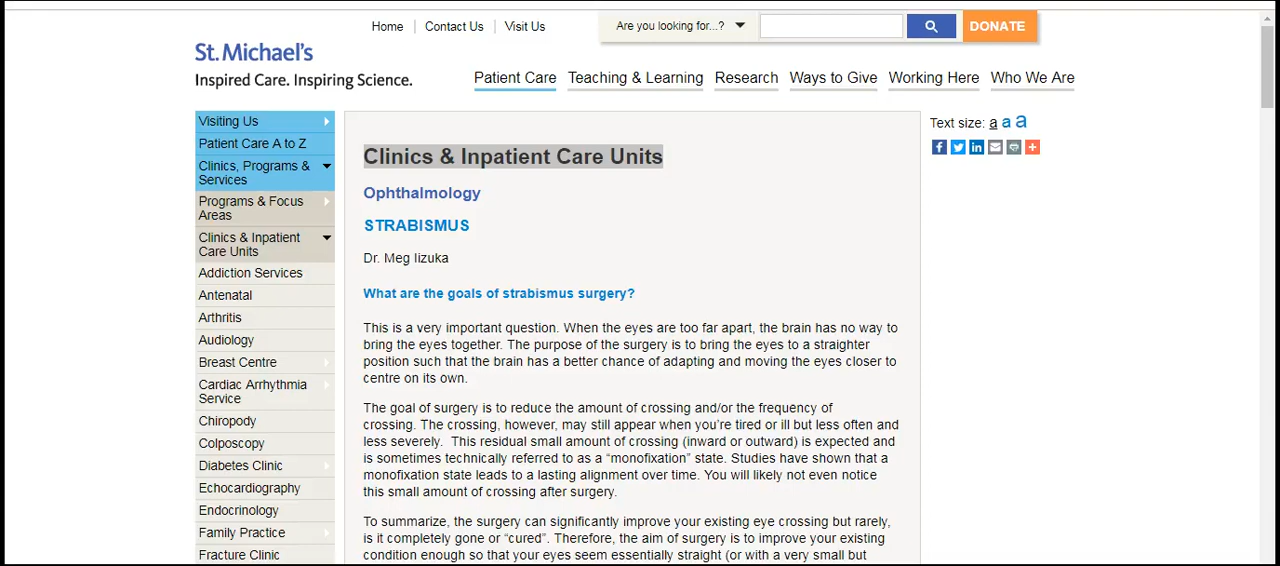 Home
Contact Us
Visit Us
Are you looking for...?
DONATE
St. Michael's
Inspired Care. Inspiring Science.
Patient Care
Teaching & Learning
Research
Ways to Give
Working Here
Who We Are
Visiting Us
Patient Care A to Z
Clinics, Programs &
Services
Programs & Focus
Areas
Clinics & Inpatient
Care Units
Addiction Services
Antenatal
Arthritis
Audiology
Breast Centre
Cardiac Arrhythmia
Service
Chiropody
Colposcopy
Diabetes Clinic
Echocardiography
Endocrinology
Family Practice
Fracture Clinic
Clinics & Inpatient Care Units
Ophthalmology
STRABISMUS
Dr. Meg Iizuka
What are the goals of strabismus surgery?
This is a very important question. When the eyes are too far apart, the brain has no way to
bring the eyes together. The purpose of the surgery is to bring the eyes to a straighter
position such that the brain has a better chance of adapting and moving the eyes closer to
centre on its own.
The goal of surgery is to reduce the amount of crossing and/or the frequency of
crossing. The crossing, however, may still appear when you're tired or ill but less often and
less severely. This residual small amount of crossing (inward or outward) is expected and
is sometimes technically referred to as a “monofixation” state. Studies have shown that a
monofixation state leads to a lasting alignment over time. You will likely not even notice
this small amount of crossing after surgery.
To summarize, the surgery can significantly improve your existing eye crossing but rarely,
is it completely gone or “cured”. Therefore, the aim of surgery is to improve your existing
condition enough so that your eyes seem essentially straight (or with a very small but
Text size: a a a